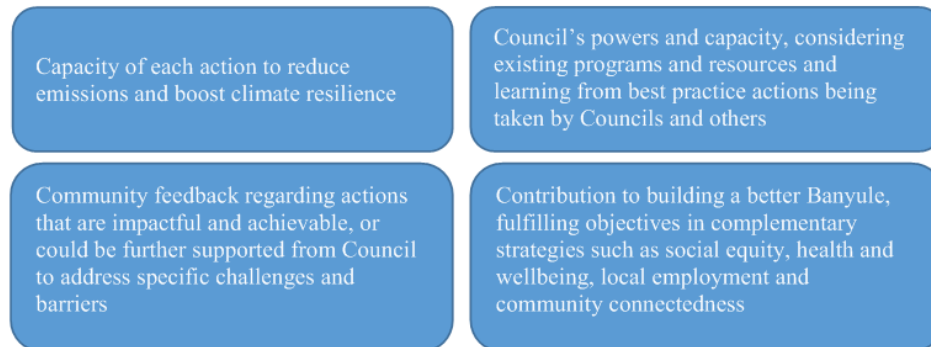 Capacity of each action to reduce
emissions and boost climate resilience
Council’s powers and capacity, considering
existing programs and resources and
learning from best practice actions being
taken by Councils and others
Community feedback regarding actions
that are impactful and achievable, or
could be further supported from Council
to address specific challenges and
barriers
Contribution to building a better Banyule,
fulfilling objectives in complementary
strategies such as social equity, health and
wellbeing, local employment and
community connectedness